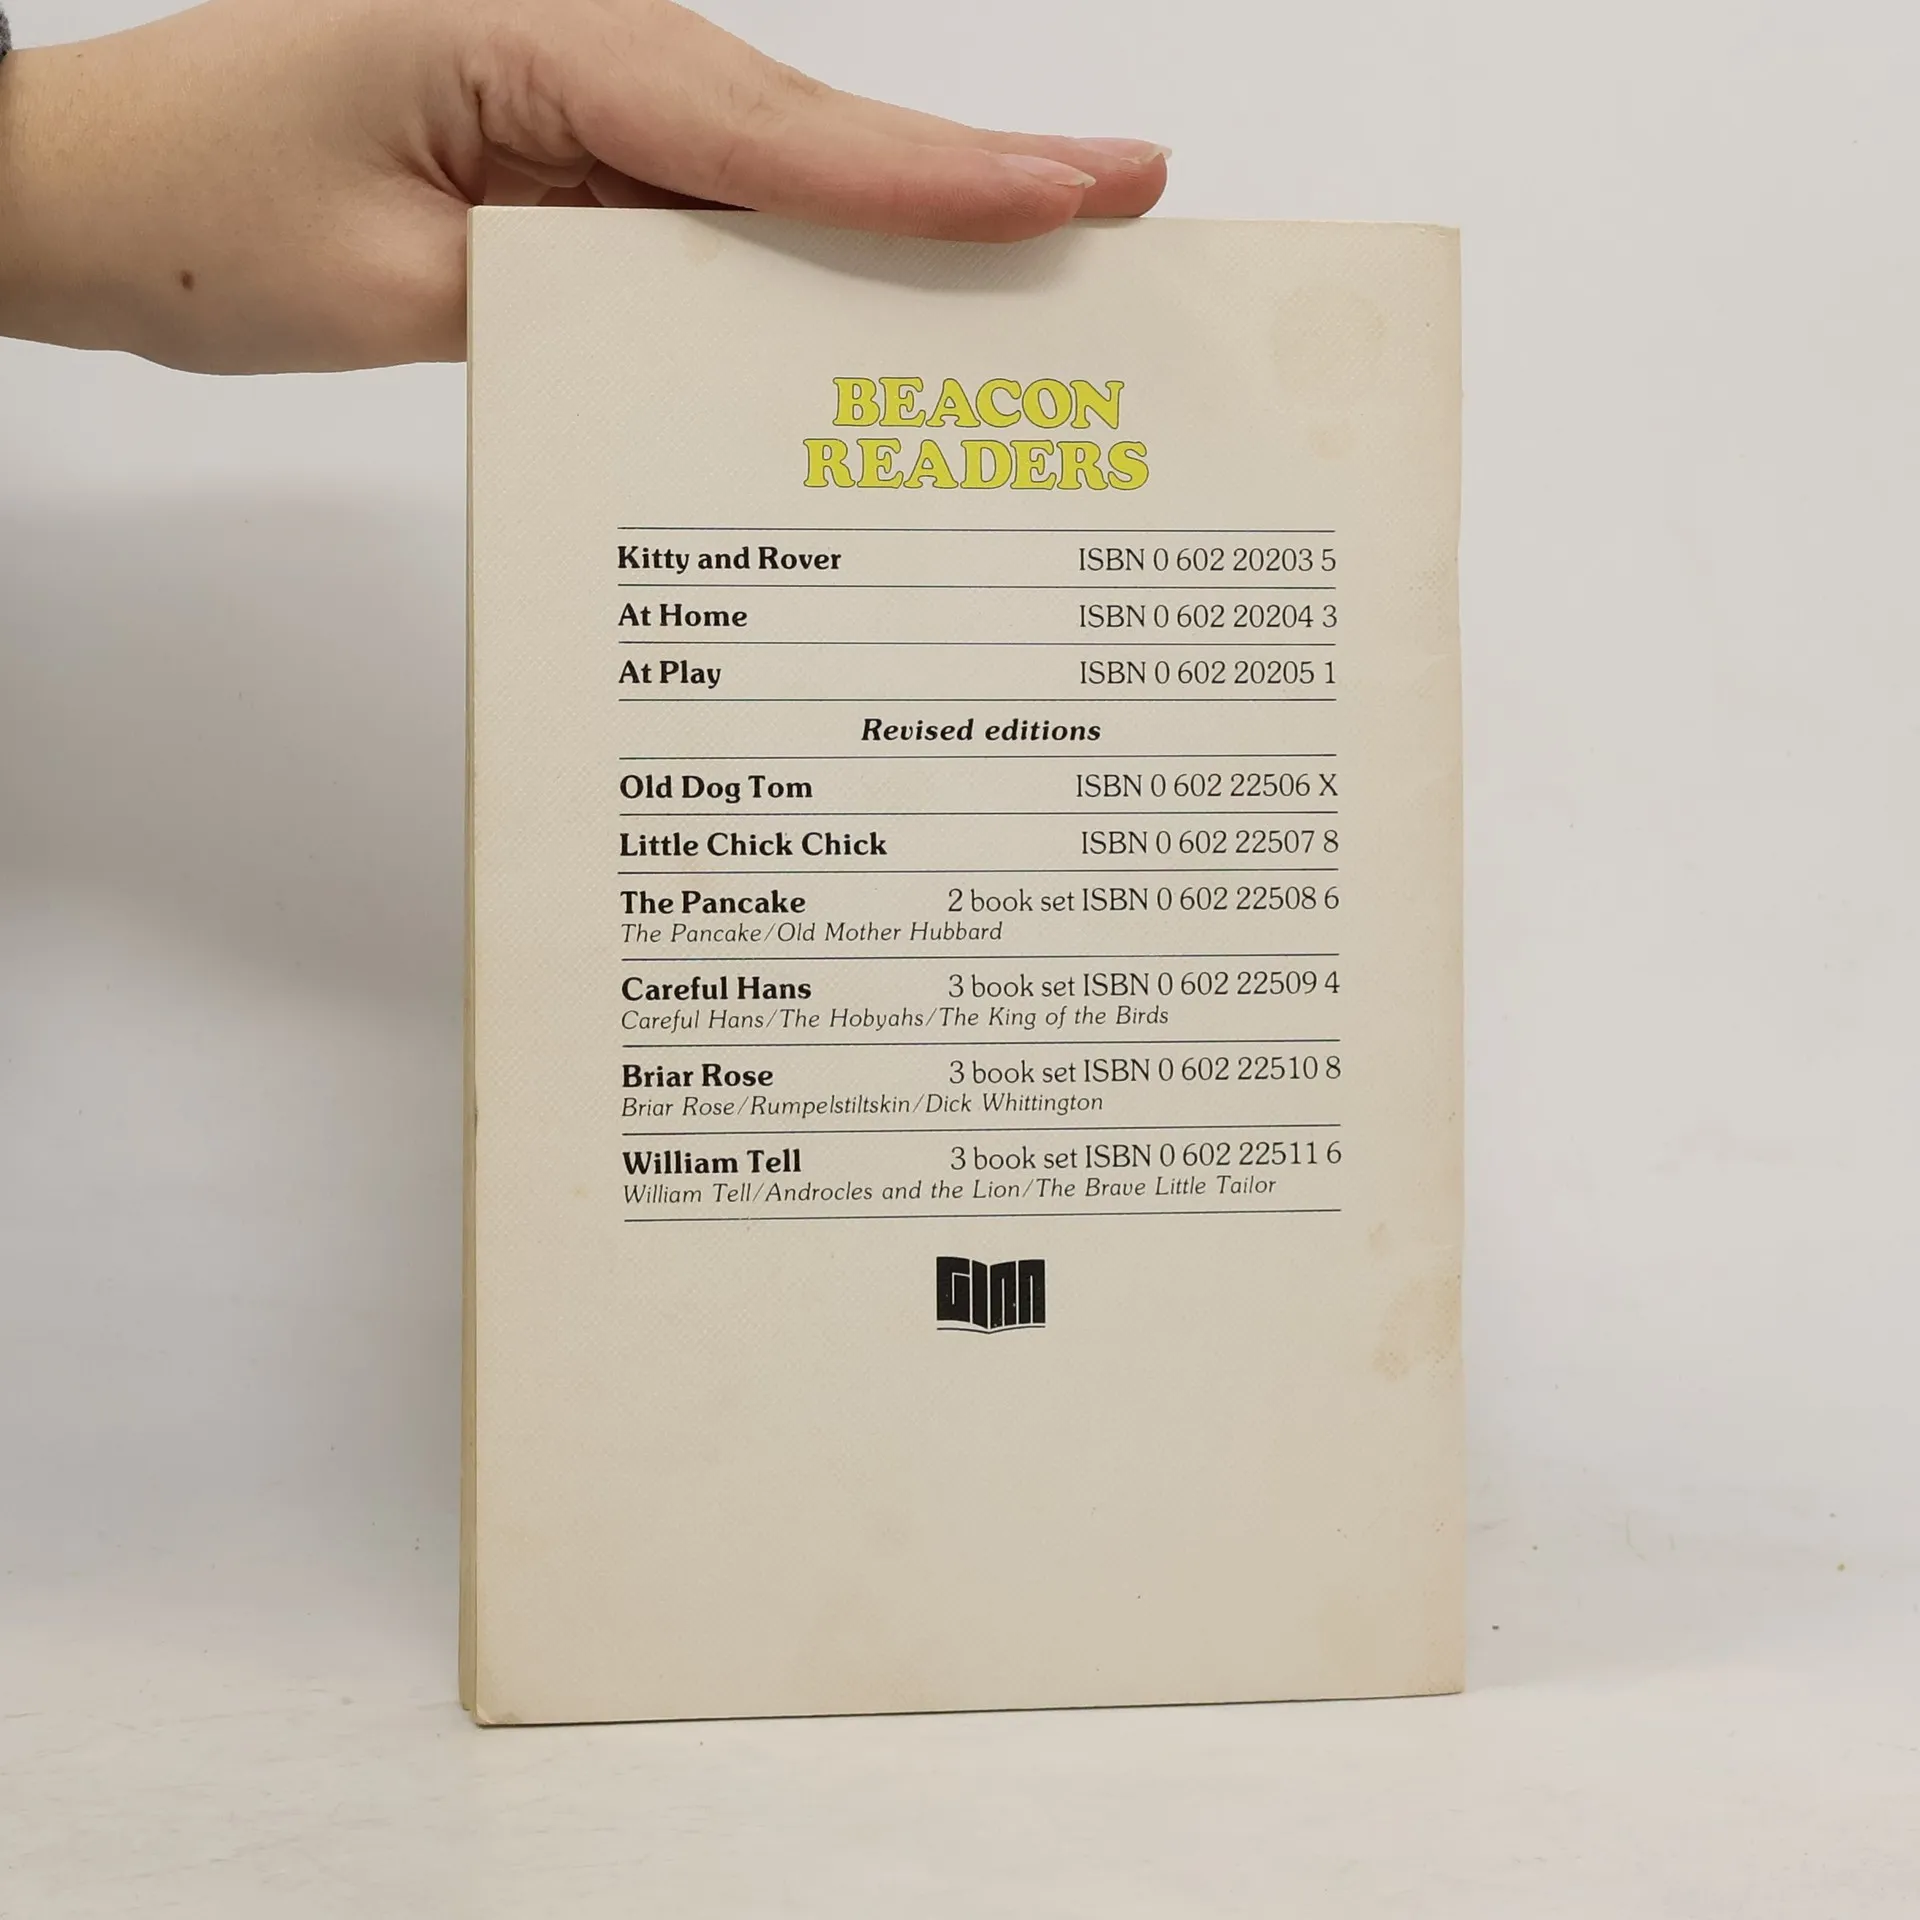 BEACON
READERS
Kitty and Rover ISBN 0 602 20203 5
At Home ISBN 0 602 20204 3
At Play ISBN 0 602 20205 1
Revised editions
Old Dog Tom ISBN 0 602 22506 X
Little Chick Chick ISBN 0 602 22507 8
The Pancake 2 book set ISBN 0 602 22508 6
The Pancake/Old Mother Hubbard
Careful Hans 3 book set ISBN 0 602 22509 4
Careful Hans/The Hobyahs/The King of the Birds
Briar Rose 3 book set ISBN 0 602 22510 8
Briar Rose/Rumpelstiltskin/Dick Whittington
William Tell 3 book set ISBN 0 602 22511 6
William Tell/Androcles and the Lion/The Brave Little Tailor
GINN